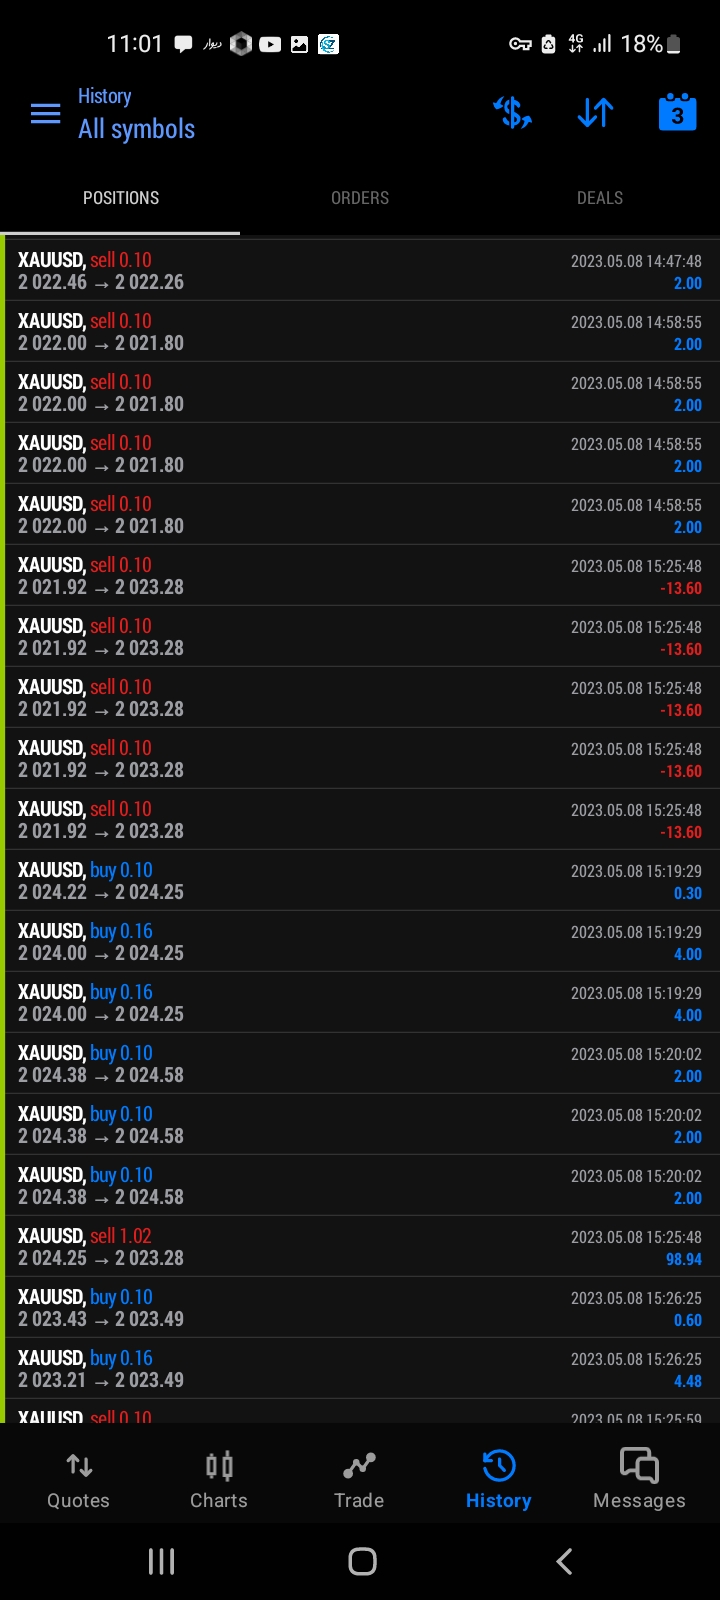 11:01 دیوار 4G 18%
History
All symbols
3
POSITIONS ORDERS DEALS
XAUUSD, sell 0.10 2023.05.08 14:47:48
2 022.46 → 2 022.26 2.00
XAUUSD, sell 0.10 2023.05.08 14:58:55
2 022.00 → 2 021.80 2.00
XAUUSD, sell 0.10 2023.05.08 14:58:55
2 022.00 → 2 021.80 2.00
XAUUSD, sell 0.10 2023.05.08 14:58:55
2 022.00 → 2 021.80 2.00
XAUUSD, sell 0.10 2023.05.08 14:58:55
2 022.00 → 2 021.80 2.00
XAUUSD, sell 0.10 2023.05.08 15:25:48
2 021.92 → 2 023.28 -13.60
XAUUSD, sell 0.10 2023.05.08 15:25:48
2 021.92 → 2 023.28 -13.60
XAUUSD, sell 0.10 2023.05.08 15:25:48
2 021.92 → 2 023.28 -13.60
XAUUSD, sell 0.10 2023.05.08 15:25:48
2 021.92 → 2 023.28 -13.60
XAUUSD, sell 0.10 2023.05.08 15:25:48
2 021.92 → 2 023.28 -13.60
XAUUSD, buy 0.10 2023.05.08 15:19:29
2 024.22 → 2 024.25 0.30
XAUUSD, buy 0.16 2023.05.08 15:19:29
2 024.00 → 2 024.25 4.00
XAUUSD, buy 0.16 2023.05.08 15:19:29
2 024.00 → 2 024.25 4.00
XAUUSD, buy 0.10 2023.05.08 15:20:02
2 024.38 → 2 024.58 2.00
XAUUSD, buy 0.10 2023.05.08 15:20:02
2 024.38 → 2 024.58 2.00
XAUUSD, buy 0.10 2023.05.08 15:20:02
2 024.38 → 2 024.58 2.00
XAUUSD, sell 1.02 2023.05.08 15:25:48
2 024.25 → 2 023.28 98.94
XAUUSD, buy 0.10 2023.05.08 15:26:25
2 023.43 → 2 023.49 0.60
XAUUSD, buy 0.16 2023.05.08 15:26:25
2 023.21 → 2 023.49 4.48
XAUUSD, sell 0.10 2023.05.08 15:25:59
Quotes Charts Trade History Messages